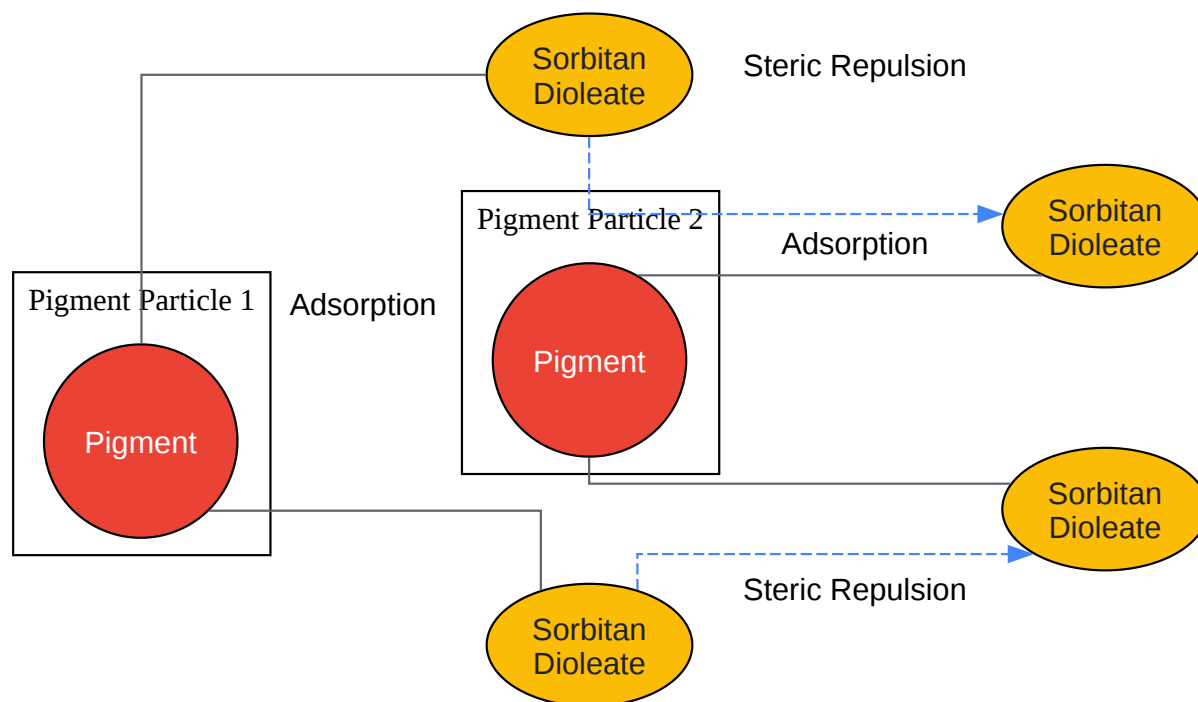 Sorbitan
Dioleate
Steric Repulsion
Sorbitan
Dioleate
Pigment Particle 2
Adsorption
Pigment Particle 1
Adsorption
Pigment
Pigment
Sorbitan
Dioleate
Steric Repulsion
Sorbitan
Dioleate